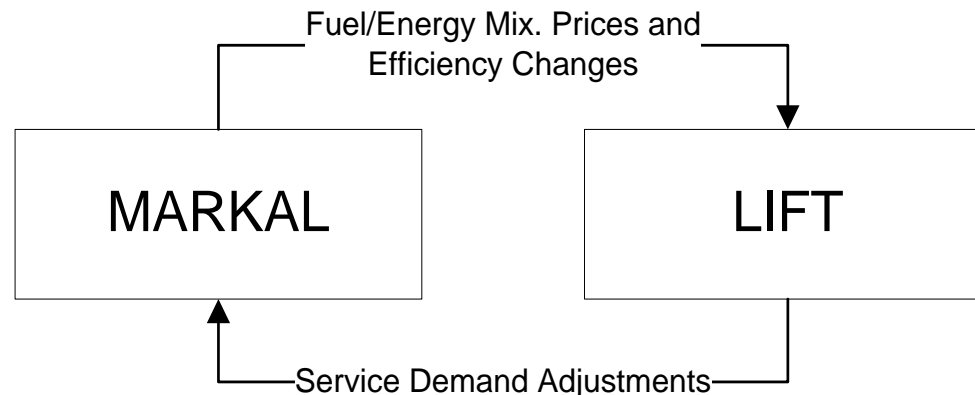 Fuel/Energy Mix. Prices and
Efficiency Changes
MARKAL
LIFT
Service Demand Adjustments